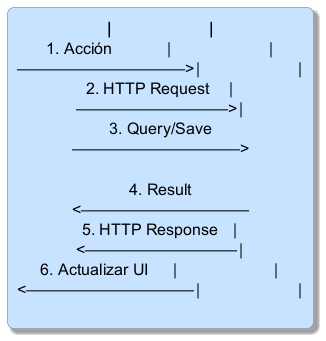 1. Acción
2. HTTP Request
3. Query/Save
4. Result
5. HTTP Response
6. Actualizar UI